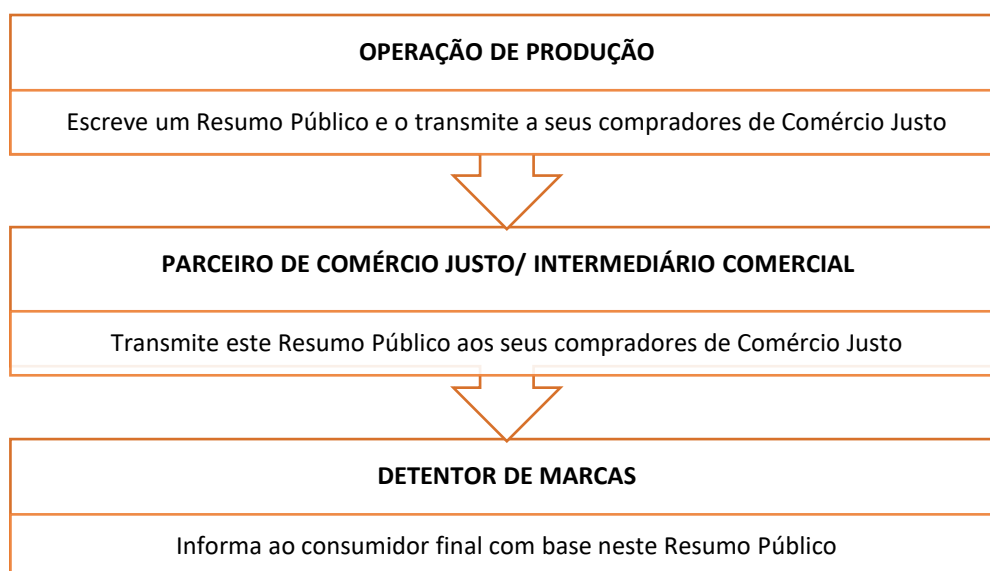 OPERAÇÃO DE PRODUÇÃO
Escreve um Resumo Público e o transmite a seus compradores de Comércio Justo
PARCEIRO DE COMÉRCIO JUSTO/ INTERMEDIÁRIO COMERCIAL
Transmite este Resumo Público aos seus compradores de Comércio Justo
DETENTOR DE MARCAS
Informa ao consumidor final com base neste Resumo Público